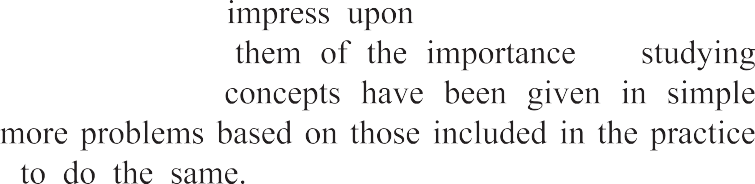 impress upon
them of the importance studying
concepts have been given in simple
more problems based on those included in the practice
to do the same.